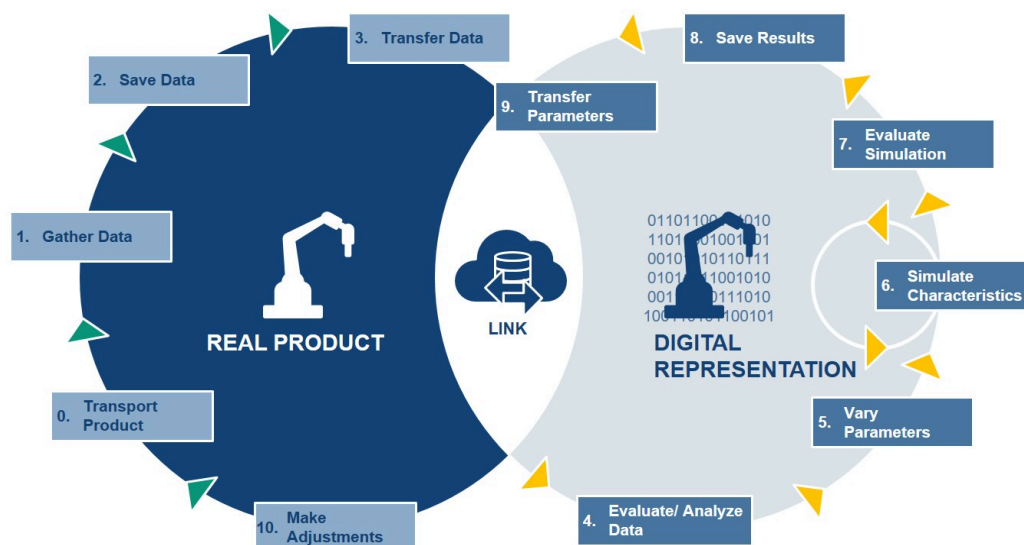 3. Transfer Data
8. Save Results
2. Save Data
9. Transfer
Parameters
7. Evaluate
Simulation
1. Gather Data
6. Simulate
Characteristics
REAL PRODUCT
LINK
DIGITAL
REPRESENTATION
0. Transport
Product
5. Vary
Parameters
10. Make
Adjustments
4. Evaluate/ Analyze
Data